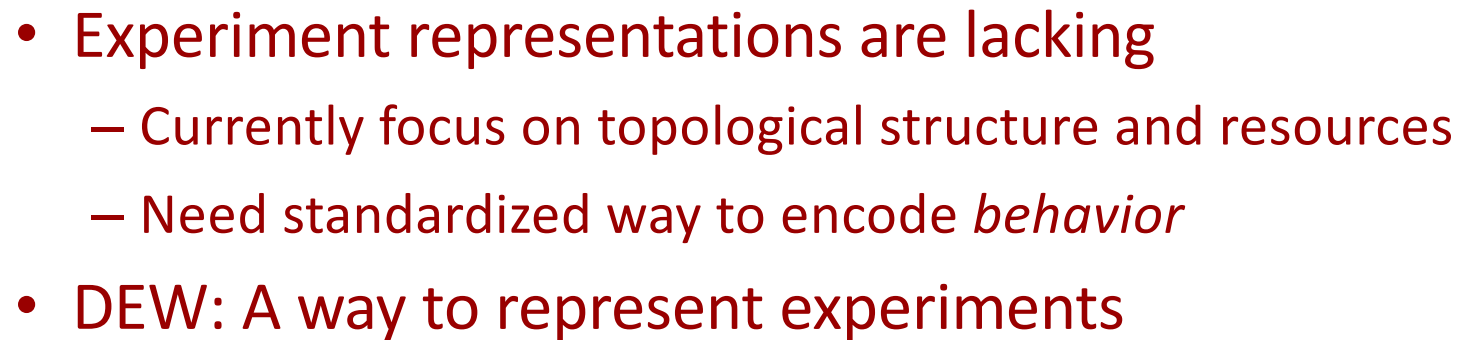 • Experiment representations are lacking
– Currently focus on topological structure and resources
– Need standardized way to encode behavior
• DEW: A way to represent experiments